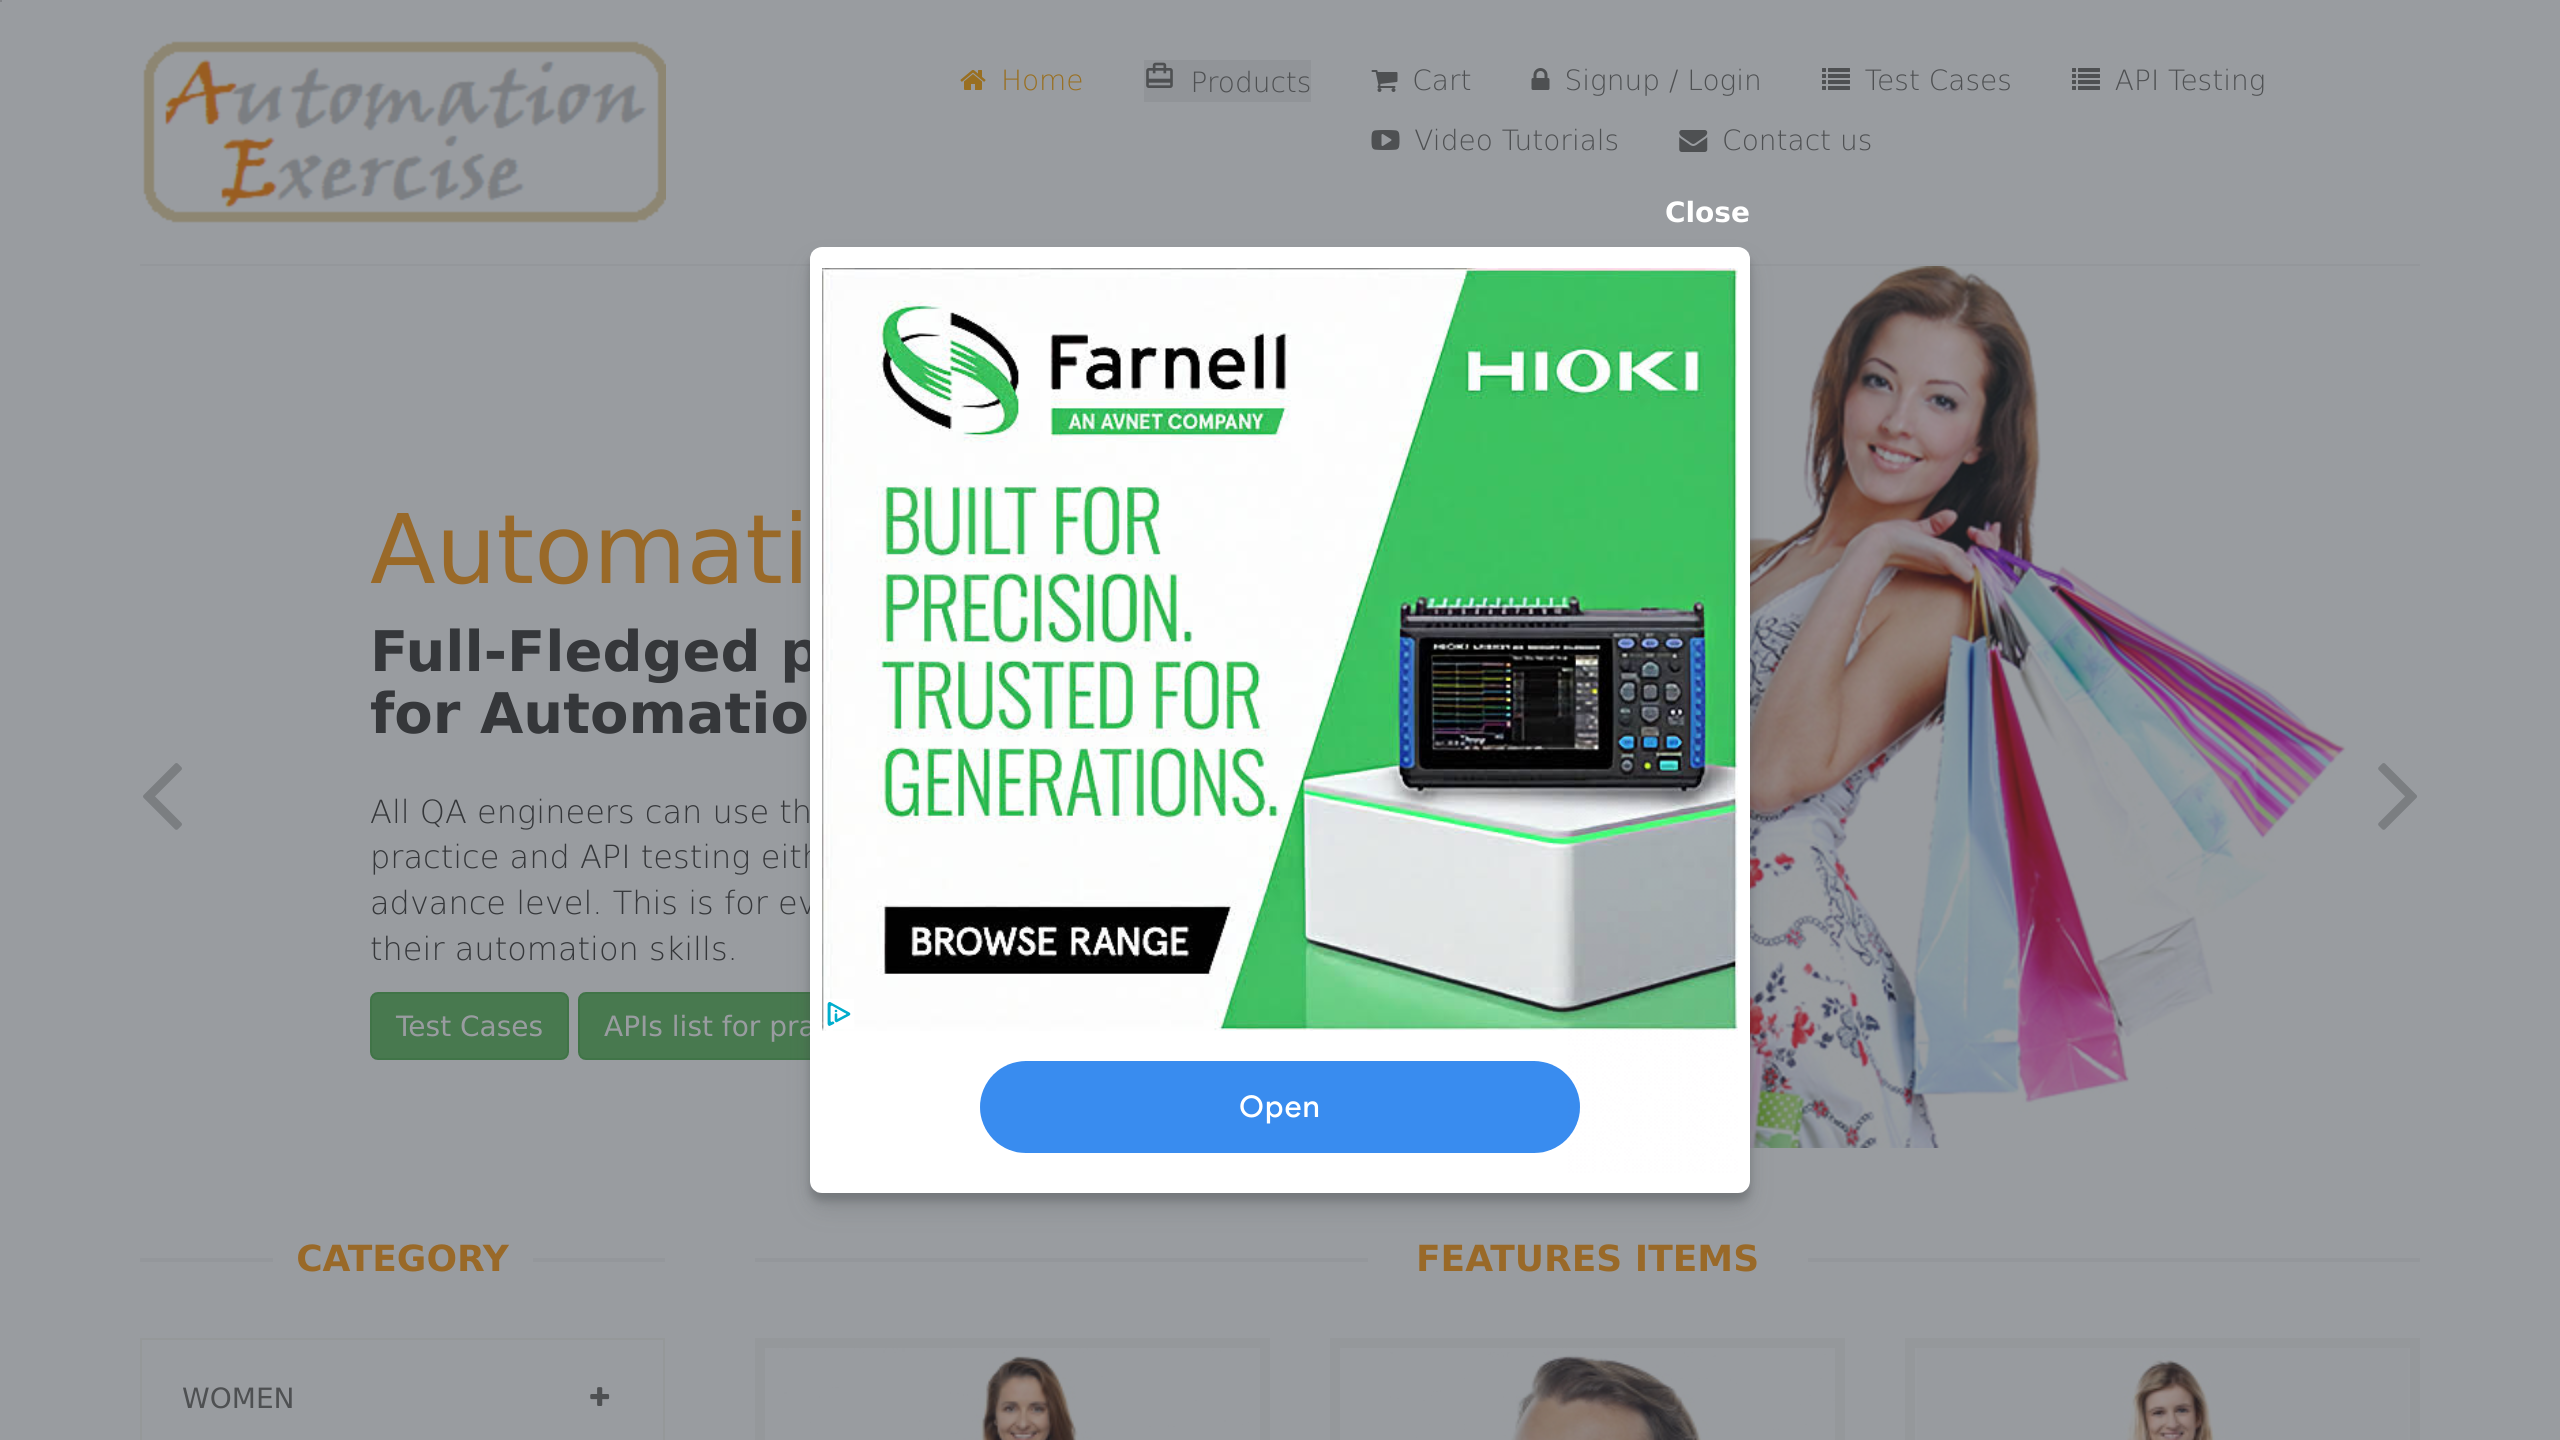 Automation
Exercise
Home
Products
Cart
Signup / Login
Test Cases
API Testing
Video Tutorials
Contact us
Close
Farnell
AN AVNET COMPANY
HIOKI
BUILT FOR
PRECISION.
TRUSTED FOR
GENERATIONS.
BROWSE RANGE
Open
Automati
Full-Fledged p
for Automatio
All QA engineers can use th
practice and API testing eith
advance level. This is for ev
their automation skills.
Test Cases
APIs list for pra
CATEGORY
FEATURES ITEMS
WOMEN